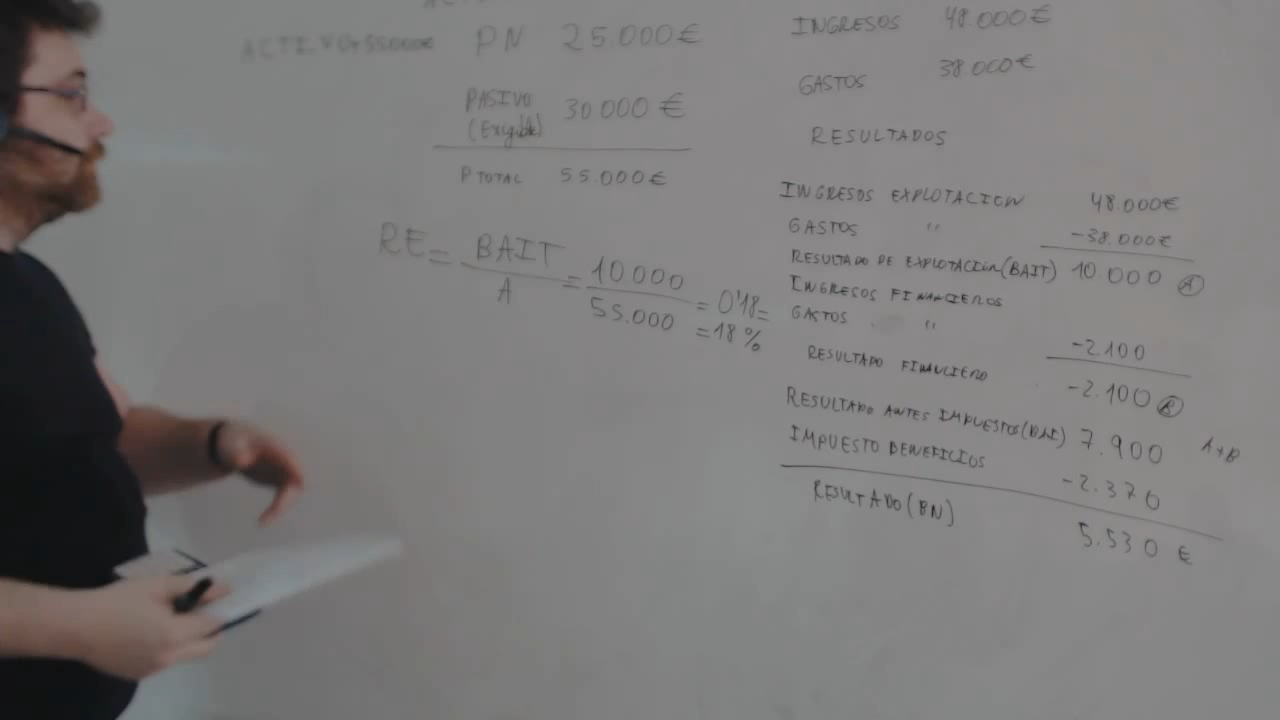 ACTIVO 55.000€
PN 25.000€
PASIVO 30.000€
(Exigible)
P TOTAL 55.000€
RE = BAIT / A = 10000 / 55.000 = 0'18 =
= 18%
INGRESOS 48.000€
GASTOS 38.000€
RESULTADOS
INGRESOS EXPLOTACION 48.000€
GASTOS " -38.000€
RESULTADO DE EXPLOTACIÓN (BAIT) 10.000 A
INGRESOS FINANCIEROS
GASTOS " -2.100
RESULTADO FINANCIERO -2.100 B
RESULTADO ANTES IMPUESTOS (BAI) 7.900 A+B
IMPUESTO BENEFICIOS -2.370
RESULTADO (BN) 5.530 €